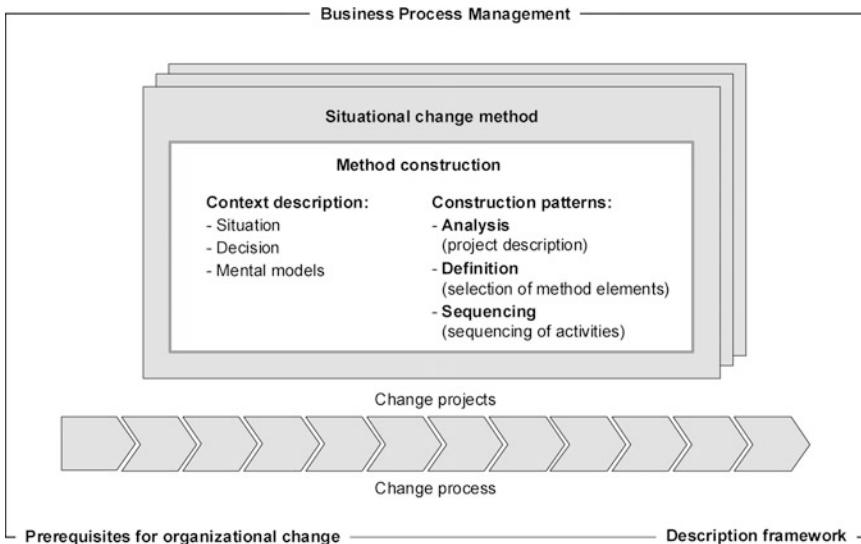 Business Process Management
Situational change method
Method construction
Context description:
- Situation
- Decision
- Mental models
Construction patterns:
- Analysis
(project description)
- Definition
(selection of method elements)
- Sequencing
(sequencing of activities)
Change projects
Change process
Prerequisites for organizational change
Description framework